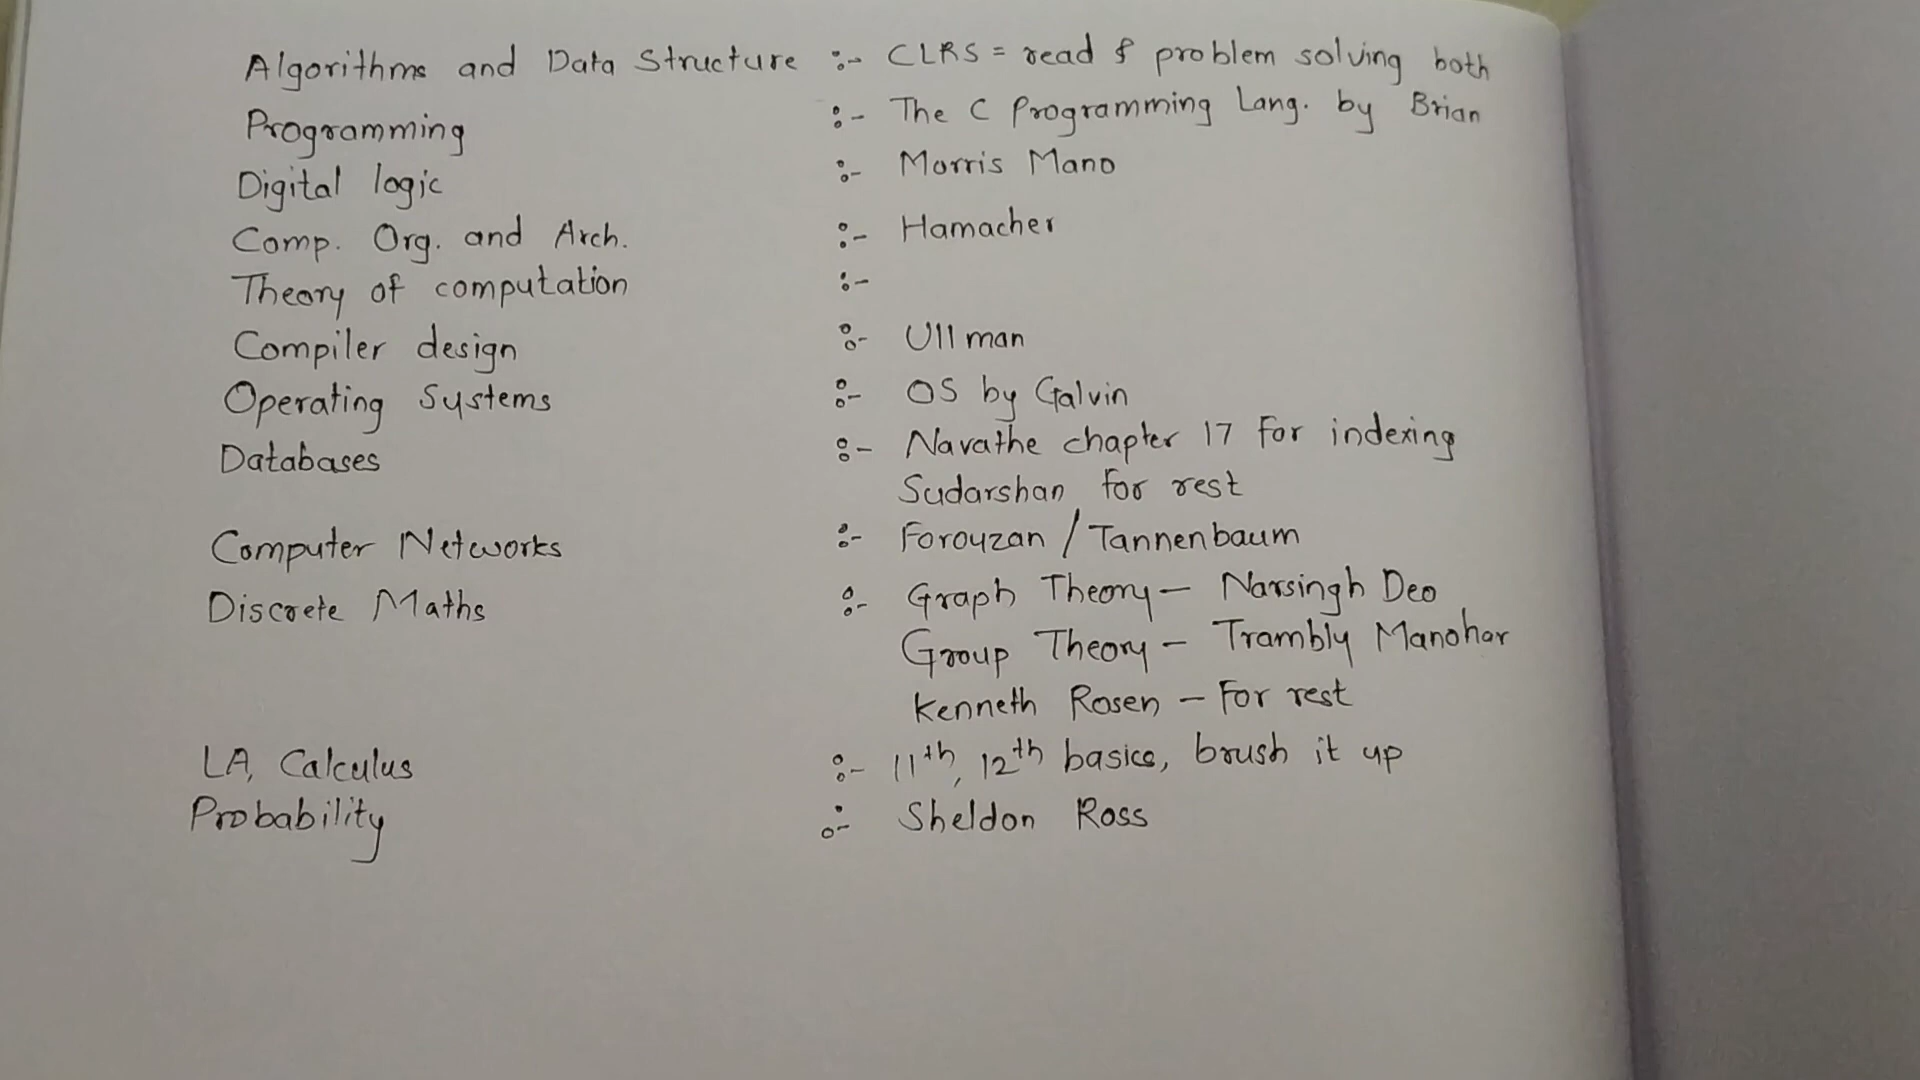 Algorithms and Data Structure :- CLRS = read & problem solving both
Programming :- The C Programming Lang. by Brian
Digital logic :- Morris Mano
Comp. Org. and Arch. :- Hamacher
Theory of computation :-
Compiler design :- Ullman
Operating Systems :- OS by Galvin
Databases :- Navathe chapter 17 for indexing
Sudarshan for rest
Computer Networks :- Forouzan / Tannenbaum
Discrete Maths :- Graph Theory - Narsingh Deo
Group Theory - Trambly Manohar
Kenneth Rosen - For rest
LA, Calculus :- 11th, 12th basics, brush it up
Probability :- Sheldon Ross